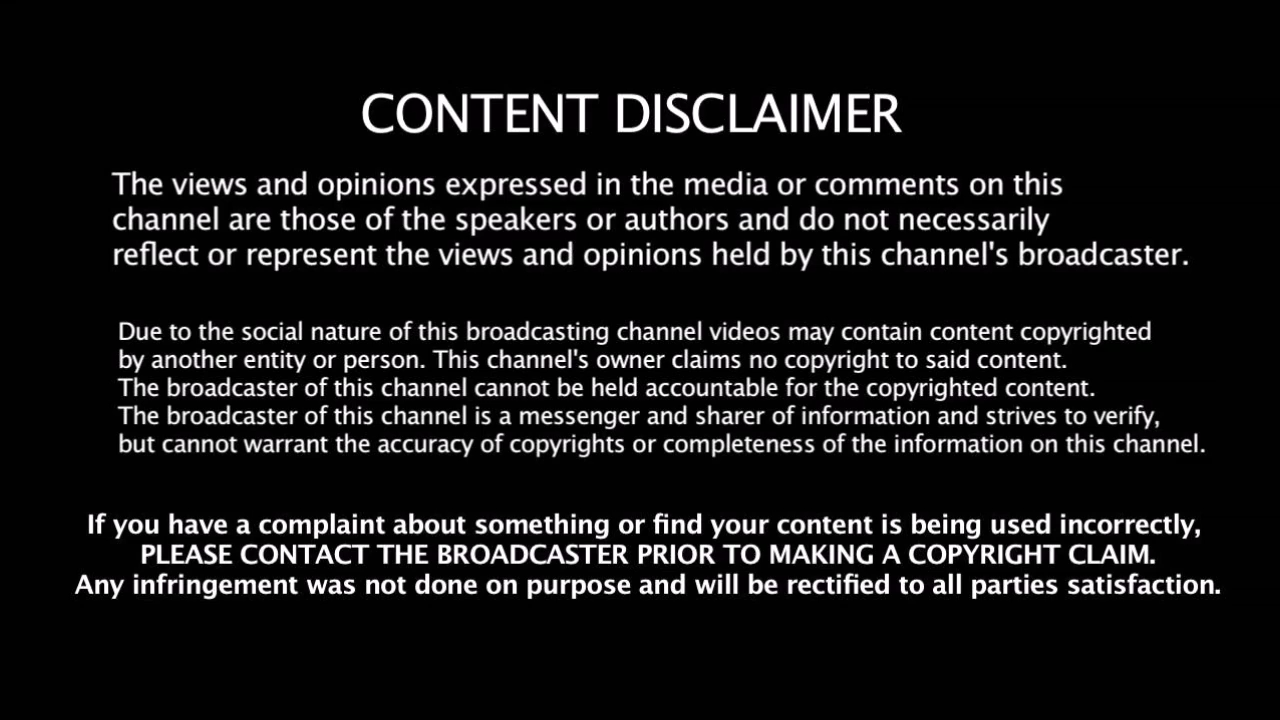 CONTENT DISCLAIMER
The views and opinions expressed in the media or comments on this
channel are those of the speakers or authors and do not necessarily
reflect or represent the views and opinions held by this channel's broadcaster.
Due to the social nature of this broadcasting channel videos may contain content copyrighted
by another entity or person. This channel's owner claims no copyright to said content.
The broadcaster of this channel cannot be held accountable for the copyrighted content.
The broadcaster of this channel is a messenger and sharer of information and strives to verify,
but cannot warrant the accuracy of copyrights or completeness of the information on this channel.
If you have a complaint about something or find your content is being used incorrectly,
PLEASE CONTACT THE BROADCASTER PRIOR TO MAKING A COPYRIGHT CLAIM.
Any infringement was not done on purpose and will be rectified to all parties satisfaction.